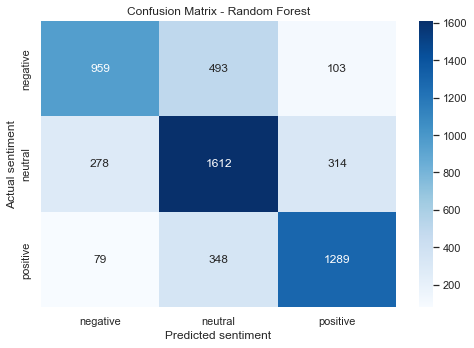 Confusion Matrix - Random Forest
Actual sentiment
negative
neutral
positive
959 493 103
278 1612 314
79 348 1289
negative neutral positive
Predicted sentiment
1600
1400
1200
1000
800
600
400
200